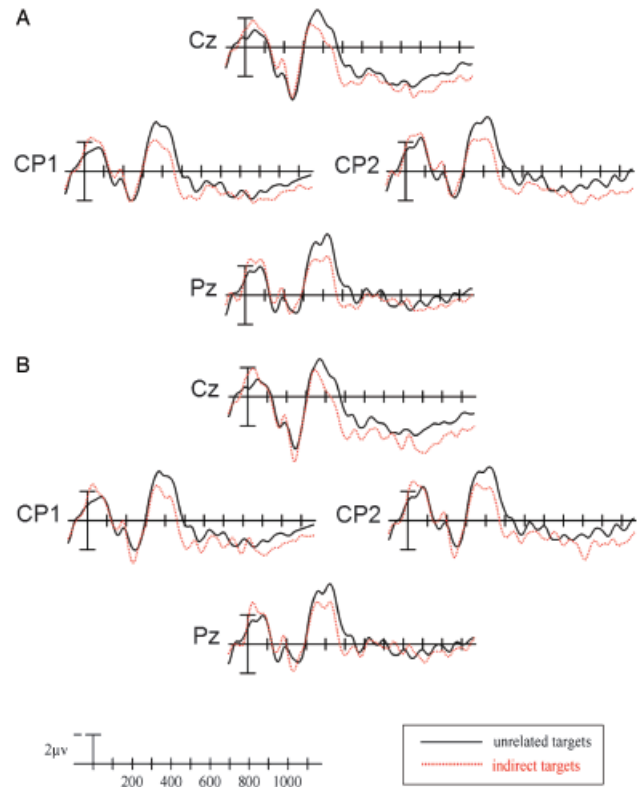 A
Cz
CP1
CP2
Pz
B
Cz
CP1
CP2
Pz
2μv
200 400 600 800 1000
unrelated targets
indirect targets